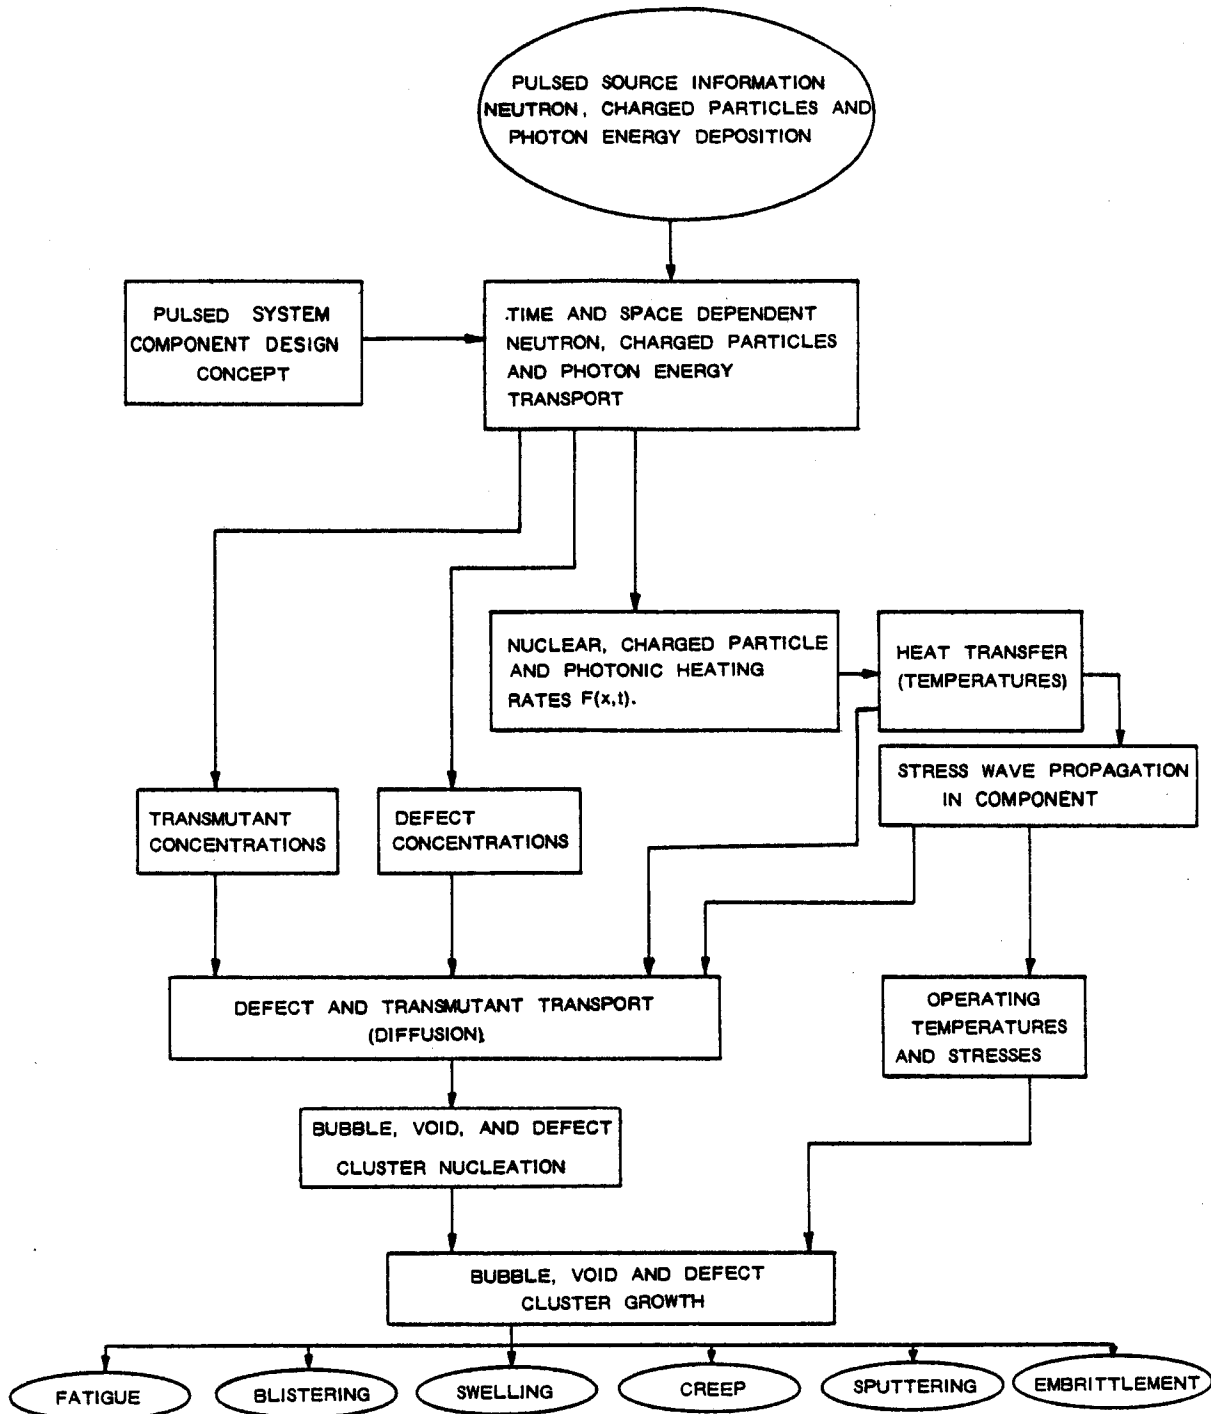 PULSED SOURCE INFORMATION
NEUTRON, CHARGED PARTICLES AND
PHOTON ENERGY DEPOSITION
PULSED SYSTEM
COMPONENT DESIGN
CONCEPT
TIME AND SPACE DEPENDENT
NEUTRON, CHARGED PARTICLES
AND PHOTON ENERGY
TRANSPORT
NUCLEAR, CHARGED PARTICLE
AND PHOTONIC HEATING
RATES F(x,t).
HEAT TRANSFER
(TEMPERATURES)
STRESS WAVE PROPAGATION
IN COMPONENT
TRANSMUTANT
CONCENTRATIONS
DEFECT
CONCENTRATIONS
DEFECT AND TRANSMUTANT TRANSPORT
(DIFFUSION)
OPERATING
TEMPERATURES
AND STRESSES
BUBBLE, VOID, AND DEFECT
CLUSTER NUCLEATION
BUBBLE, VOID AND DEFECT
CLUSTER GROWTH
FATIGUE
BLISTERING
SWELLING
CREEP
SPUTTERING
EMBRITTLEMENT